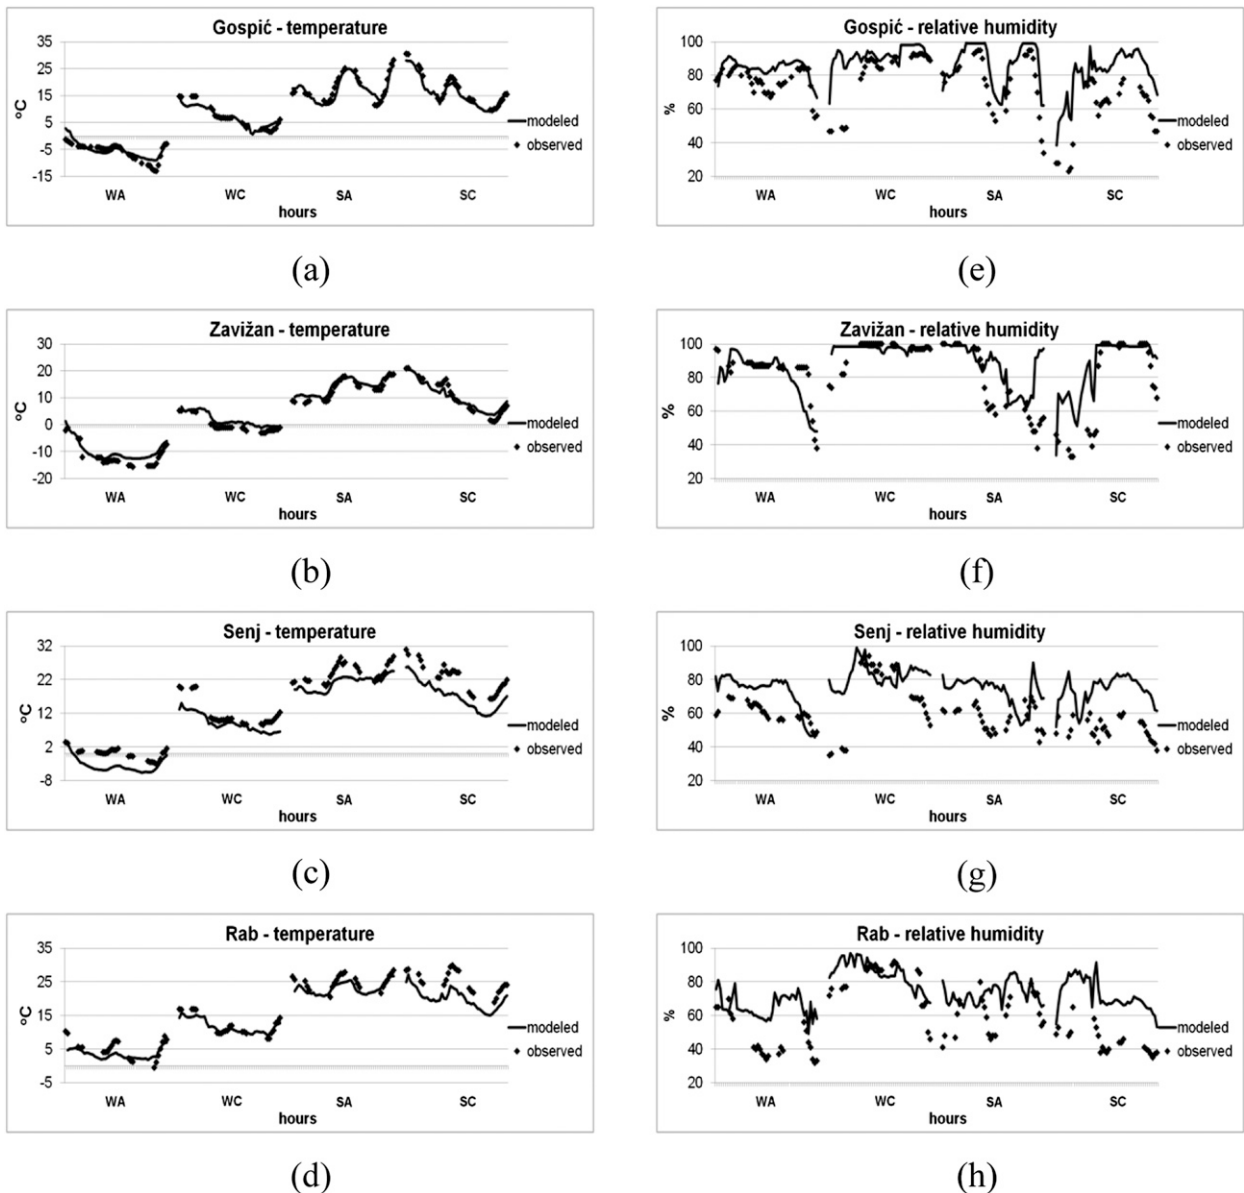 Gospić - temperature
35
25
15
5
-5
-15
°C
WA
WC
SA
SC
hours
modeled
observed
(a)
Gospić - relative humidity
100
80
60
40
20
%
WA
WC
SA
SC
hours
modeled
observed
(e)
Zavižan - temperature
30
20
10
0
-10
-20
°C
WA
WC
SA
SC
hours
modeled
observed
(b)
Zavižan - relative humidity
100
80
60
40
20
%
WA
WC
SA
SC
hours
modeled
observed
(f)
Senj - temperature
32
22
12
2
-8
°C
WA
WC
SA
SC
hours
modeled
observed
(c)
Senj - relative humidity
100
80
60
40
20
%
WA
WC
SA
SC
hours
modeled
observed
(g)
Rab - temperature
35
25
15
5
-5
°C
WA
WC
SA
SC
hours
modeled
observed
(d)
Rab - relative humidity
100
80
60
40
20
%
WA
WC
SA
SC
hours
modeled
observed
(h)